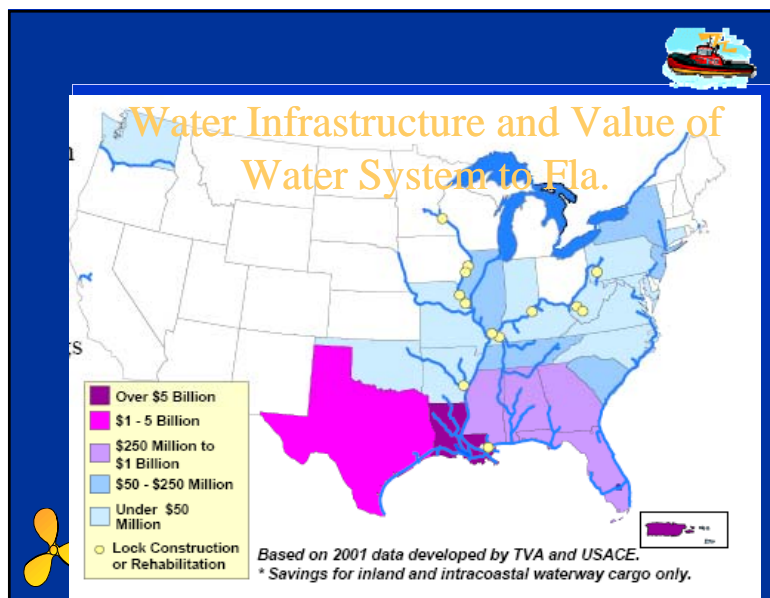 Water Infrastructure and Value of
Water System to Fla.
Over $5 Billion
$1 - 5 Billion
$250 Million to
$1 Billion
$50 - $250 Million
Under $50
Million
Lock Construction
or Rehabilitation
Based on 2001 data developed by TVA and USACE.
* Savings for inland and intracoastal waterway cargo only.